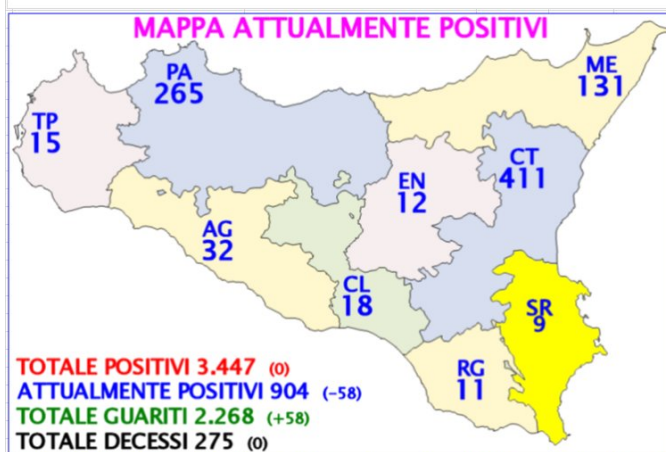 MAPPA ATTUALMENTE POSITIVI
ME
131
PA
265
TP
15
CT
411
EN
12
AG
32
CL
18
SR
9
RG
11
TOTALE POSITIVI 3.447 (0)
ATTUALMENTE POSITIVI 904 (-58)
TOTALE GUARITI 2.268 (+58)
TOTALE DECESSI 275 (0)